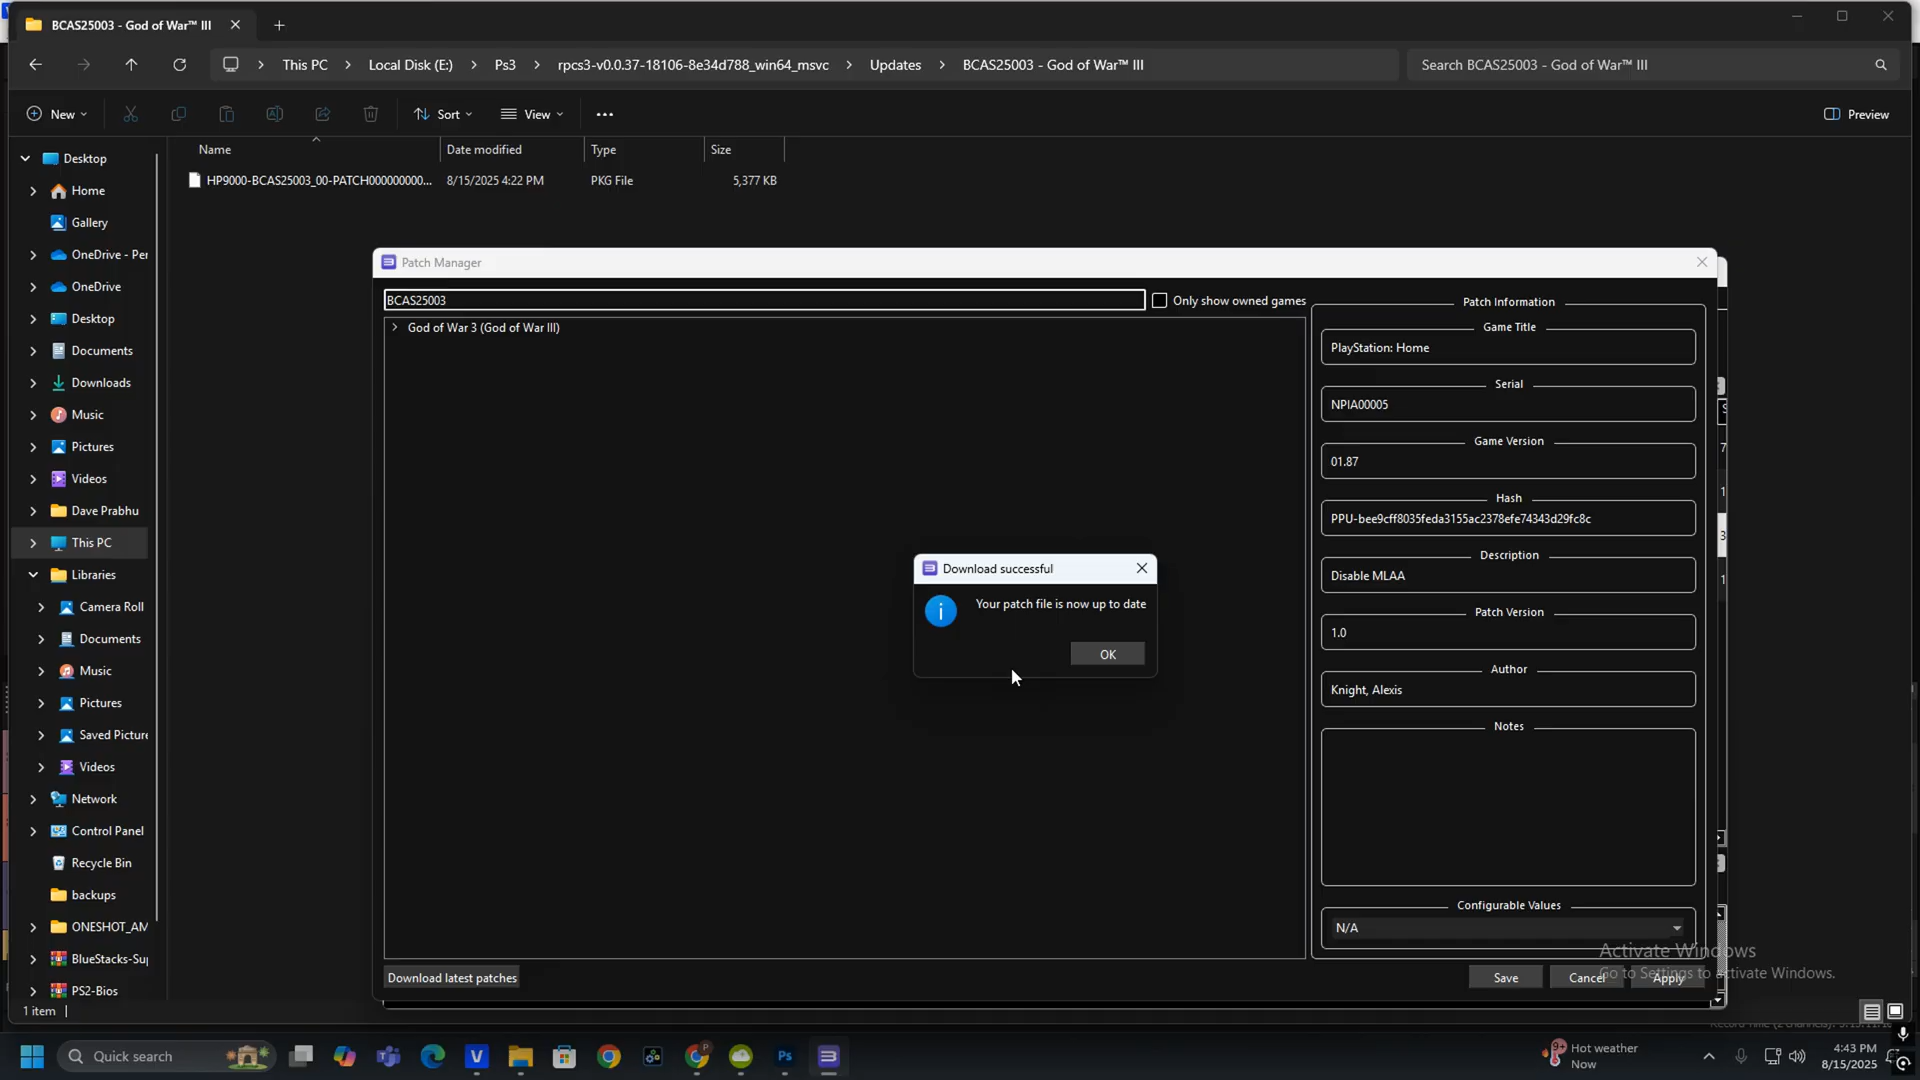 BCAS25003 - God of War™ III
This PC
Local Disk (E:)
Ps3
rpcs3-v0.0.37-18106-8e34d788_win64_msvc
Updates
BCAS25003 - God of War™ III
Search BCAS25003 - God of War™ III
New
Sort
View
Preview
Name
Date modified
Type
Size
HP9000-BCAS25003_00-PATCH000000000...
8/15/2025 4:22 PM
PKG File
5,377 KB
Desktop
Home
Gallery
OneDrive - Per
OneDrive
Desktop
Documents
Downloads
Music
Pictures
Videos
Dave Prabhu
This PC
Libraries
Camera Roll
Documents
Music
Pictures
Saved Picture
Videos
Network
Control Panel
Recycle Bin
backups
ONESHOT_AM
BlueStacks-Su
PS2-Bios
1 item
Patch Manager
BCAS25003
Only show owned games
God of War 3 (God of War III)
Patch Information
Game Title
PlayStation: Home
Serial
NPIA00005
Game Version
01.87
Hash
PPU-bee9cff8035feda3155ac2378efe74343d29fc8c
Description
Disable MLAA
Patch Version
1.0
Author
Knight, Alexis
Notes
Configurable Values
N/A
Download successful
Your patch file is now up to date
OK
Download latest patches
Save
Cancel
Apply
Activate Windows
Go to Settings to activate Windows.
Quick search
9+
Hot weather
Now
4:43 PM
8/15/2025